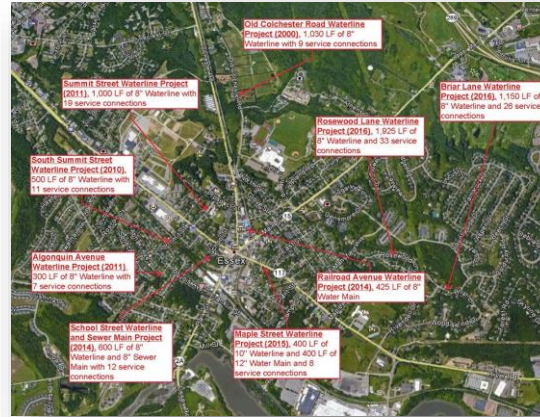 Old Colchester Road Waterline
Project (2000), 1,030 LF of 8"
Waterline with 9 service connections
Summit Street Waterline Project
(2011), 1,000 LF of 8" Waterline with
19 service connections
Briar Lane Waterline
Project (2016), 1,150 LF of
8" Waterline and 26 service
connections
Rosewood Lane Waterline
Project (2016), 1,925 LF of
8" Waterline and 33 service
connections
South Summit Street
Waterline Project (2010),
500 LF of 8" Waterline with
11 service connections
15
Essex
117
Algonquin Avenue
Waterline Project (2011)
300 LF of 8" Waterline with
7 service connections
Railroad Avenue Waterline
Project (2014), 425 LF of 8"
Water Main
School Street Waterline
and Sewer Main Project
(2014), 600 LF of 8"
Waterline and 8" Sewer
Main with 12 service
connections
Maple Street Waterline
Project (2015), 400 LF of
10" Waterline and 400 LF of
12" Water Main and 8
service connections
289